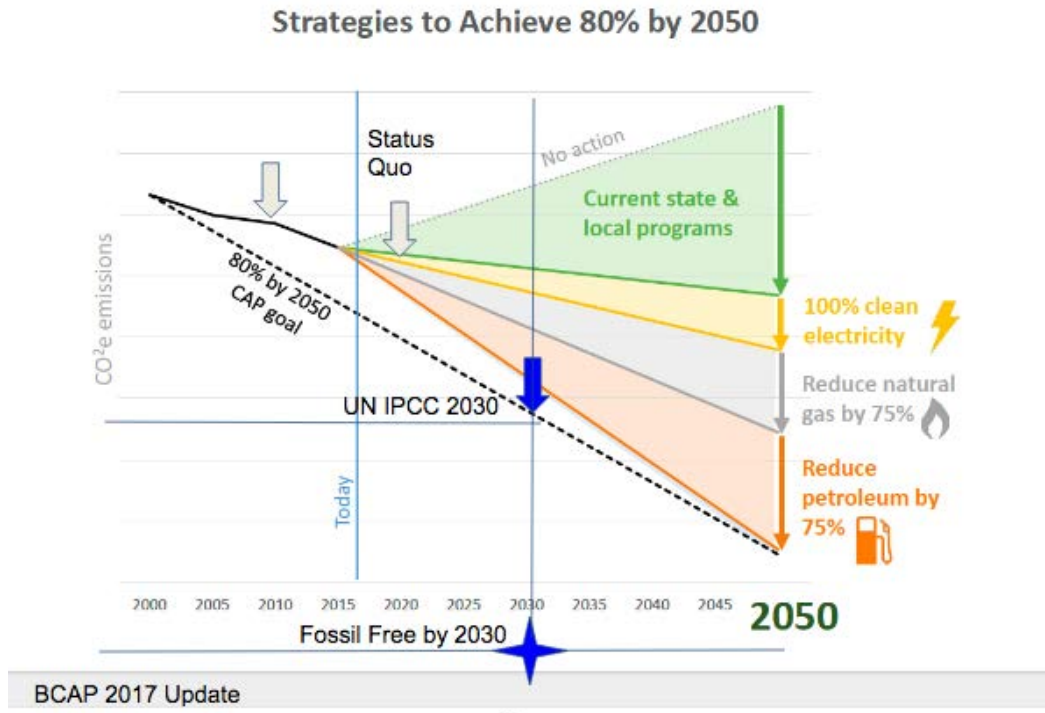 Strategies to Achieve 80% by 2050
Status
Quo
No action
Current state &
local programs
CO²e emissions
80% by 2050
CAP goal
100% clean
electricity
Reduce natural
gas by 75%
UN IPCC 2030
Reduce
petroleum by
75%
Today
2000 2005 2010 2015 2020 2025 2030 2035 2040 2045 2050
Fossil Free by 2030
BCAP 2017 Update